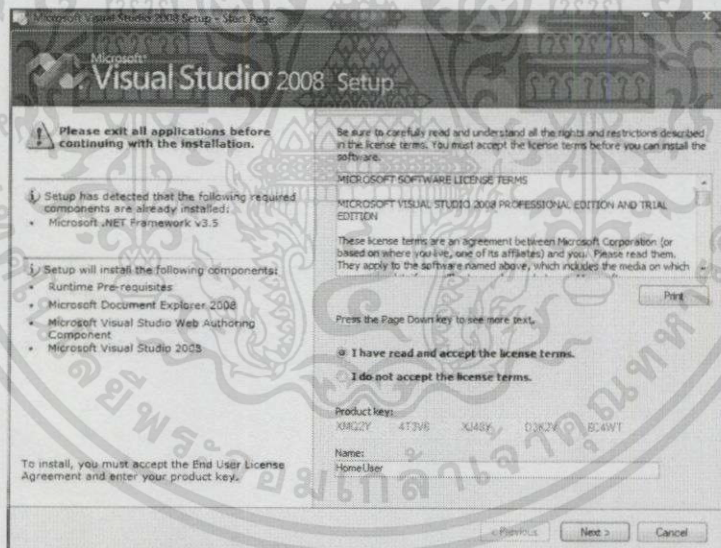 Microsoft Visual Studio 2008 Setup - Start Page
Microsoft
Visual Studio 2008 Setup
Please exit all applications before
continuing with the installation.
Setup has detected that the following required
components are already installed:
• Microsoft .NET Framework v3.5
Setup will install the following components:
• Runtime Pre-requisites
• Microsoft Document Explorer 2008
• Microsoft Visual Studio Web Authoring
Component
• Microsoft Visual Studio 2008
To install, you must accept the End User License
Agreement and enter your product key.
Be sure to carefully read and understand all the rights and restrictions described
in the license terms. You must accept the license terms before you can install the
software.
MICROSOFT SOFTWARE LICENSE TERMS
MICROSOFT VISUAL STUDIO 2008 PROFESSIONAL EDITION AND TRIAL
EDITION
These license terms are an agreement between Microsoft Corporation (or
based on where you live, one of its affiliates) and you. Please read them.
They apply to the software named above, which includes the media on which
Print
Press the Page Down key to see more text.
I have read and accept the license terms.
I do not accept the license terms.
Product key:
Name:
HomeUser
< Previous
Next >
Cancel